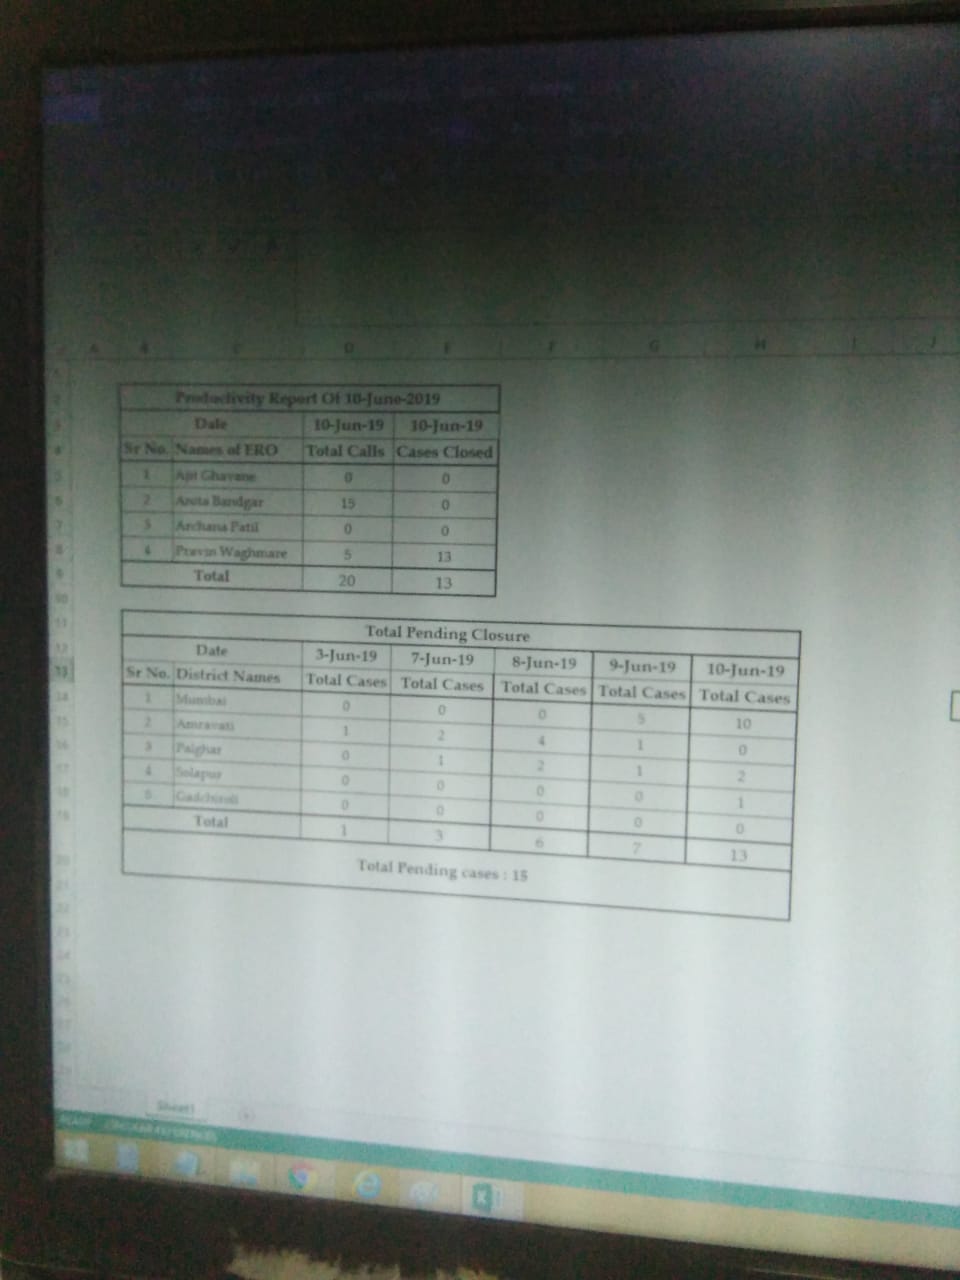 Productivity Report Of 10-June-2019
Date 10-Jun-19 10-Jun-19
Sr No. Names of ERO Total Calls Cases Closed
1 Ghavane 0 0
2 Bandgar 15 0
3 Archana Patil 0 0
4 Pravin Waghmare 5 13
Total 20 13
Total Pending Closure
Date 3-Jun-19 7-Jun-19 8-Jun-19 9-Jun-19 10-Jun-19
Sr No. District Names Total Cases Total Cases Total Cases Total Cases Total Cases
1 Mumbai 0 0 0 5 10
2 Amravati 1 2 4 1 0
3 Palghar 0 1 2 1 2
4 Solapur 0 0 0 0 1
5 Gadchiroli 0 0 0 0 0
Total 1 3 6 7 13
Total Pending cases : 15
Sheet1